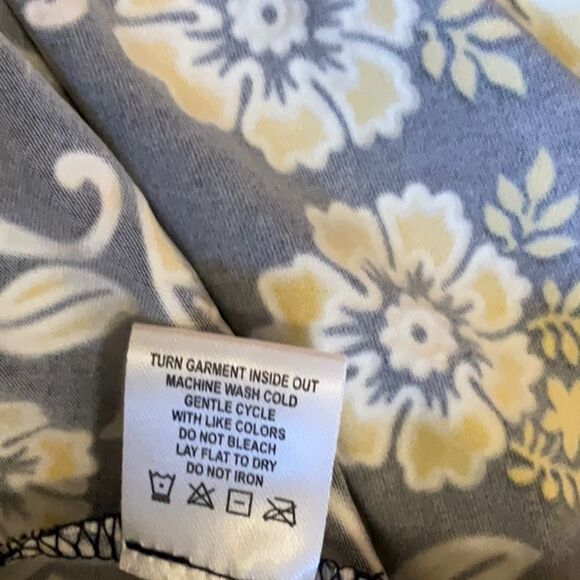 TURN GARMENT INSIDE OUT
MACHINE WASH COLD
GENTLE CYCLE
WITH LIKE COLORS
DO NOT BLEACH
LAY FLAT TO DRY
DO NOT IRON